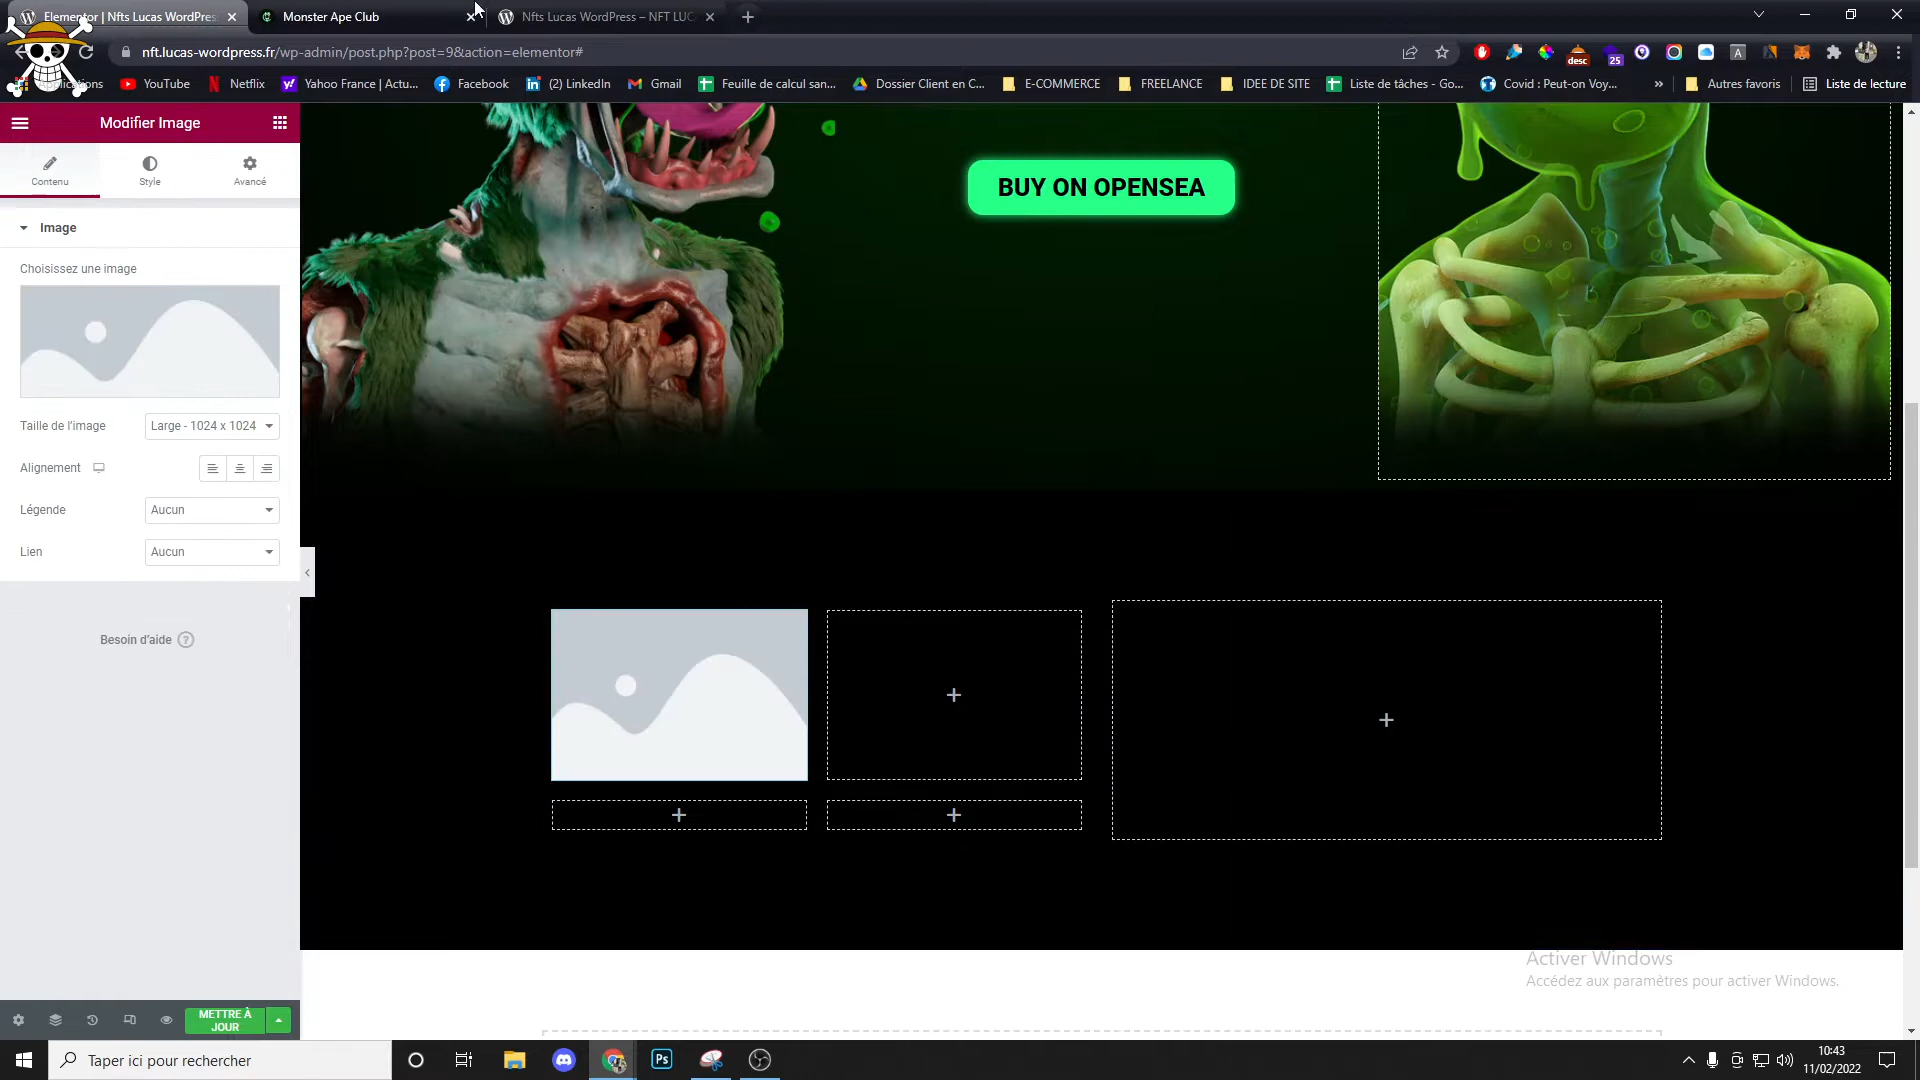 Elementor | Nfts Lucas WordPres
Monster Ape Club
Nfts Lucas WordPress – NFT LUC
nft.lucas-wordpress.fr/wp-admin/post.php?post=9&action=elementor#
desc
25
A
Applications
YouTube
Netflix
Yahoo France | Actu...
Facebook
(2) LinkedIn
Gmail
Feuille de calcul san...
Dossier Client en C...
E-COMMERCE
FREELANCE
IDEE DE SITE
Liste de tâches - Go...
Covid : Peut-on Voy...
»
Autres favoris
Liste de lecture
Modifier Image
Contenu
Style
Avancé
Image
Choisissez une image
Taille de l'image
Large - 1024 x 1024
Alignement
Légende
Aucun
Lien
Aucun
Besoin d'aide ?
METTRE À
JOUR
BUY ON OPENSEA
Activer Windows
Accédez aux paramètres pour activer Windows.
Taper ici pour rechercher
Ps
10:43
11/02/2022